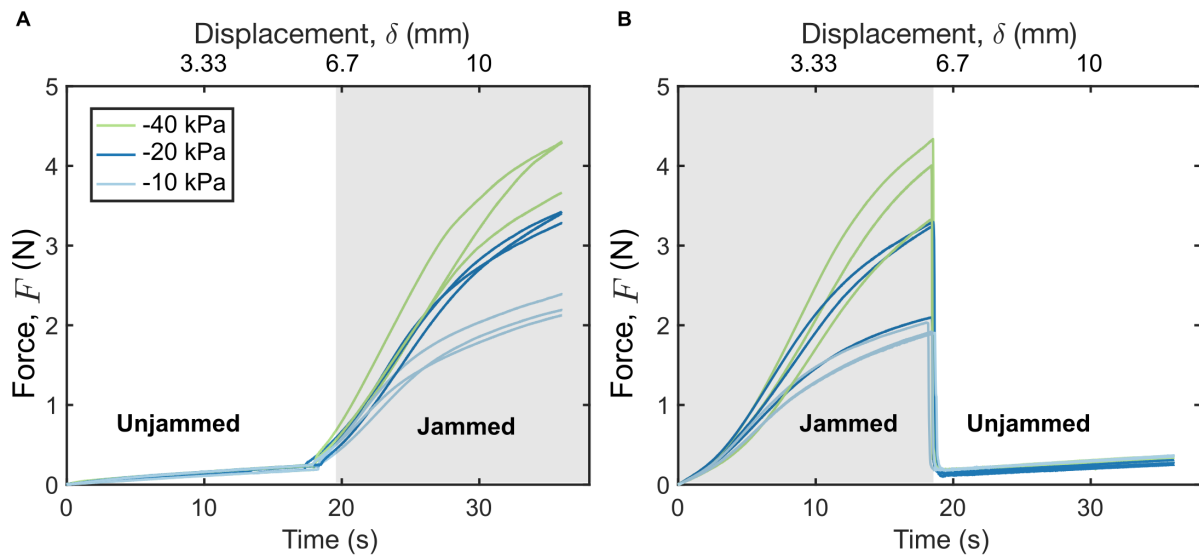 A
Displacement, δ (mm)
3.33 6.7 10
5
4
3
2
1
0
Force, F (N)
-40 kPa
-20 kPa
-10 kPa
Unjammed
Jammed
0 10 20 30
Time (s)
B
Displacement, δ (mm)
3.33 6.7 10
5
4
3
2
1
0
Force, F (N)
Jammed
Unjammed
0 10 20 30
Time (s)